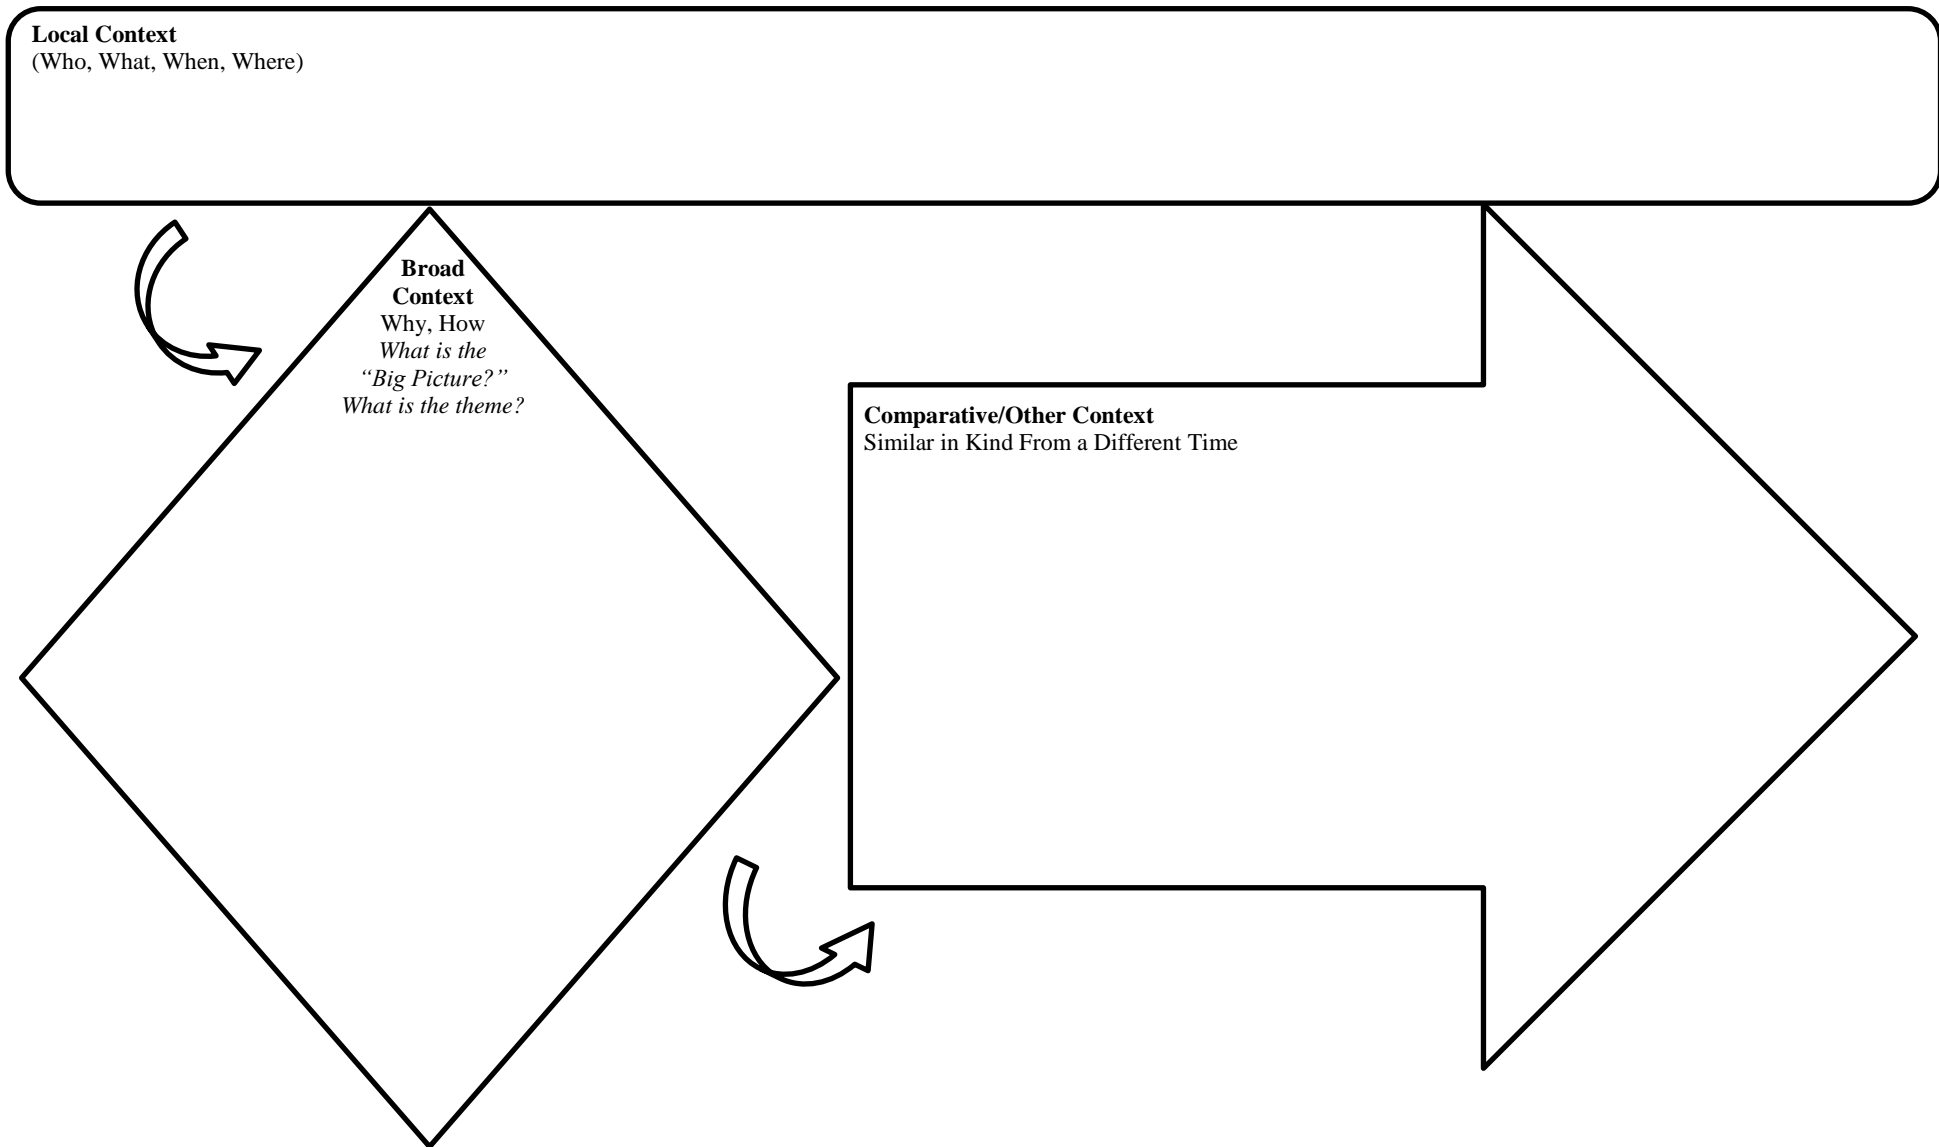 Local Context
(Who, What, When, Where)
Broad
Context
Why, How
What is the
“Big Picture?”
What is the theme?
Comparative/Other Context
Similar in Kind From a Different Time